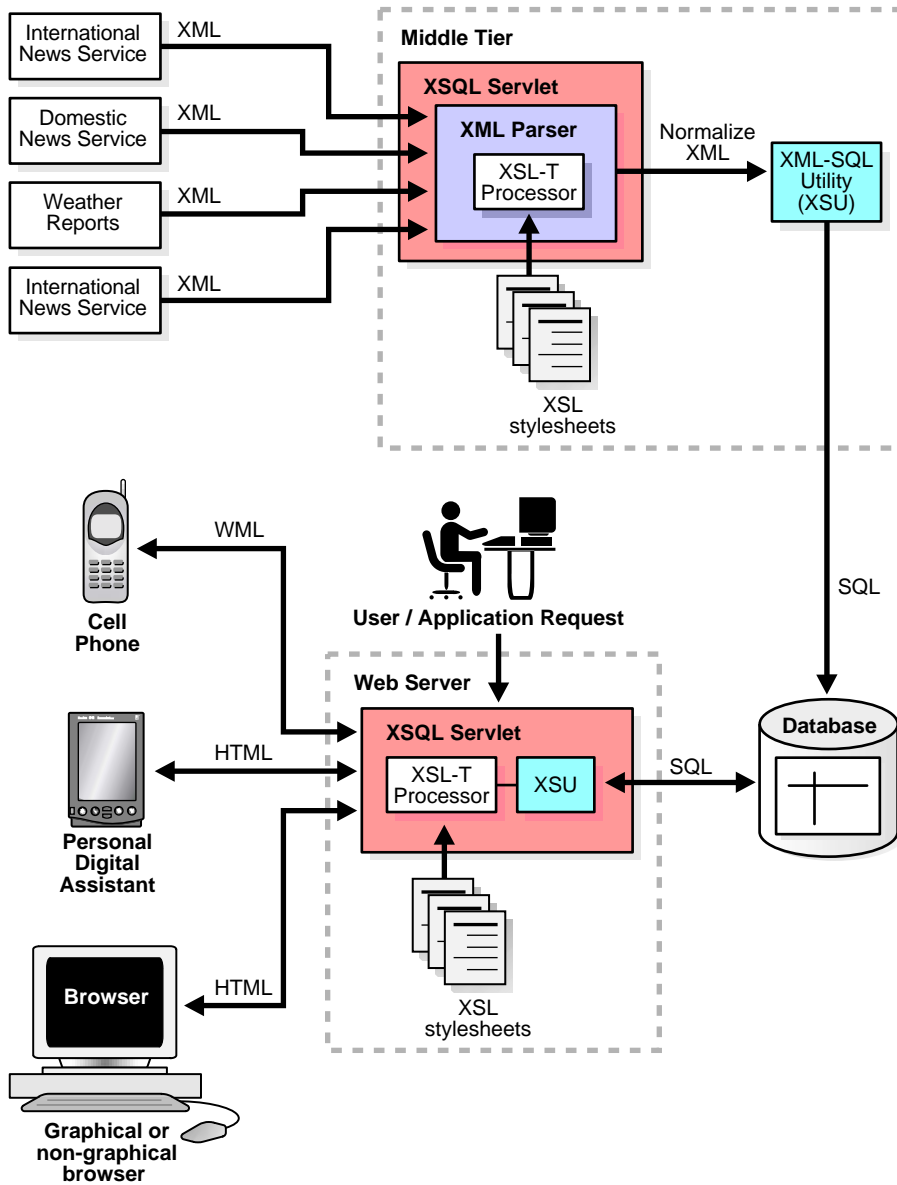 International
News Service
XML
Domestic
News Service
XML
Weather
Reports
XML
International
News Service
XML
Middle Tier
XSQL Servlet
XML Parser
XSL-T
Processor
XSL
stylesheets
Normalize
XML
XML-SQL
Utility
(XSU)
SQL
Cell
Phone
WML
User / Application Request
Web Server
XSQL Servlet
XSL-T
Processor
XSU
SQL
Database
Personal
Digital
Assistant
HTML
XSL
stylesheets
Browser
HTML
Graphical or
non-graphical
browser